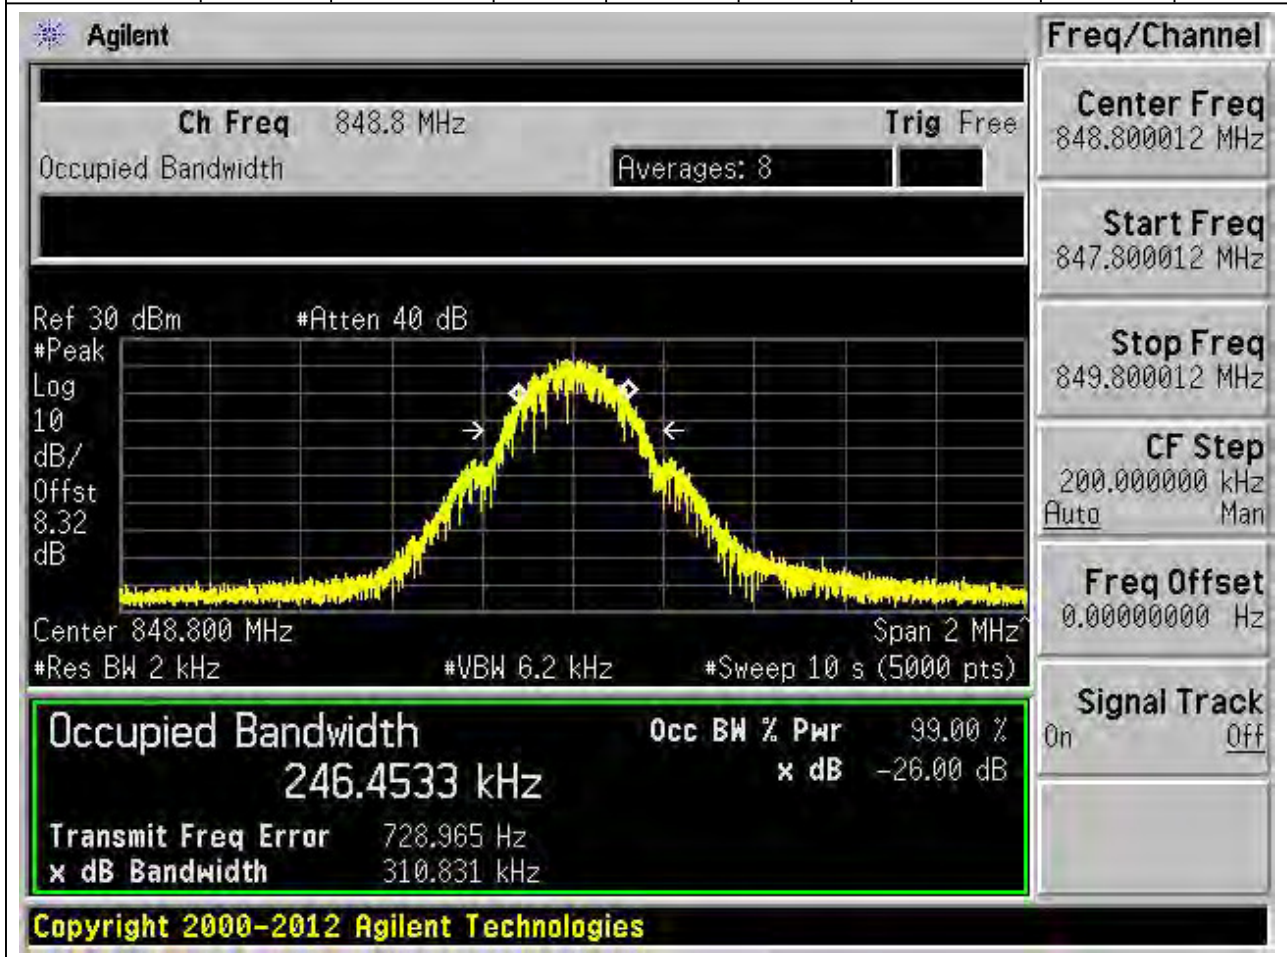 Agilent
Freq/Channel
Ch Freq 848.8 MHz Trig Free
Occupied Bandwidth Averages: 8
Center Freq
848.800012 MHz
Start Freq
847.800012 MHz
Stop Freq
849.800012 MHz
CF Step
200.000000 kHz
Auto Man
Freq Offset
0.00000000 Hz
Signal Track
On Off
Ref 30 dBm #Atten 40 dB
#Peak
Log
10
dB/
Offst
8.32
dB
Center 848.800 MHz Span 2 MHz^
#Res BW 2 kHz #VBW 6.2 kHz #Sweep 10 s (5000 pts)
Occupied Bandwidth Occ BW % Pwr 99.00 %
246.4533 kHz x dB -26.00 dB
Transmit Freq Error 728.965 Hz
x dB Bandwidth 310.831 kHz
Copyright 2000-2012 Agilent Technologies